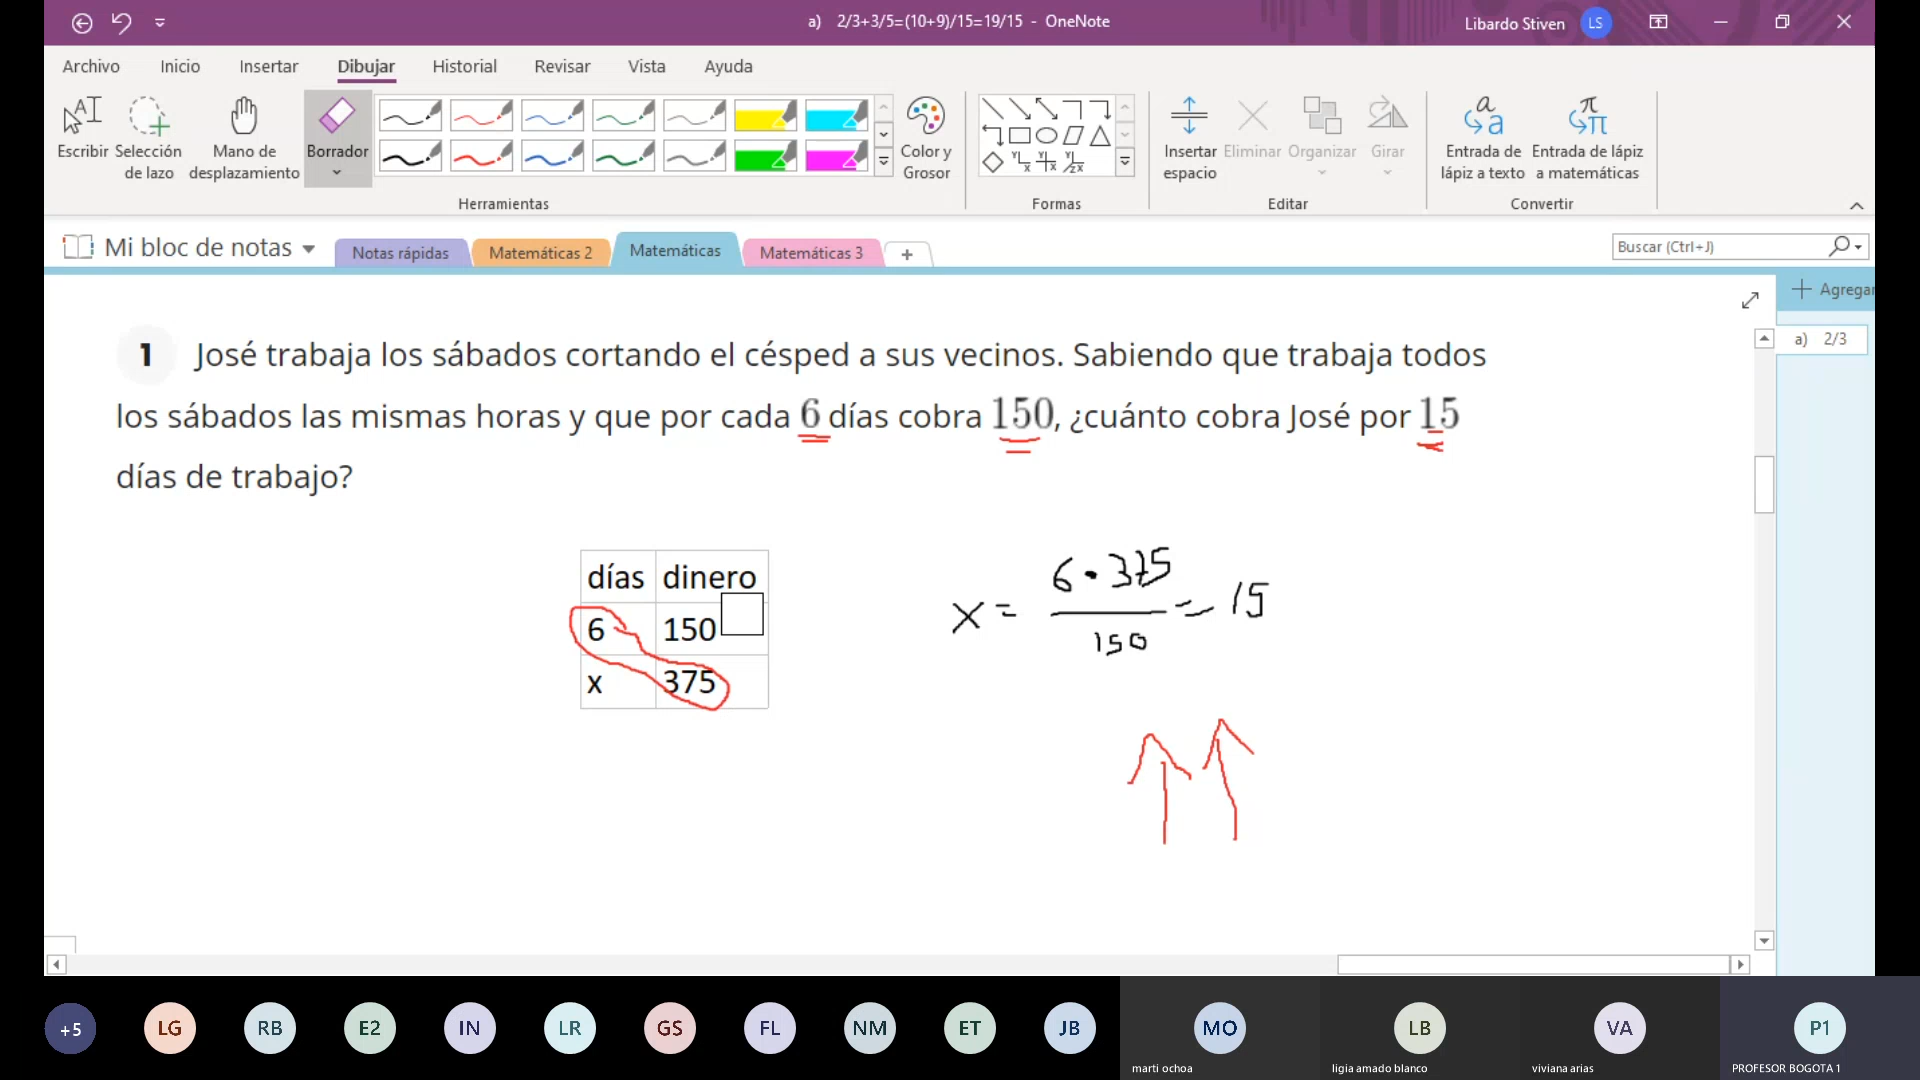 a) 2/3+3/5=(10+9)/15=19/15 - OneNote
Libardo Stiven LS
Archivo Inicio Insertar Dibujar Historial Revisar Vista Ayuda
Escribir
Selección de lazo
Mano de desplazamiento
Borrador
Color y Grosor
Insertar espacio
Eliminar
Organizar
Girar
Entrada de lápiz a texto
Entrada de lápiz a matemáticas
Herramientas Formas Editar Convertir
Mi bloc de notas Notas rápidas Matemáticas 2 Matemáticas Matemáticas 3 +
Buscar (Ctrl+J)
Agregar
a) 2/3
1 José trabaja los sábados cortando el césped a sus vecinos. Sabiendo que trabaja todos
los sábados las mismas horas y que por cada 6 días cobra 150, ¿cuánto cobra José por 15
días de trabajo?
días dinero
6 150
x 375
x = 6 · 375 / 150 = 15
+5 LG RB E2 IN LR GS FL NM ET JB MO LB VA P1
marti ochoa ligia amado blanco viviana arias PROFESOR BOGOTA 1